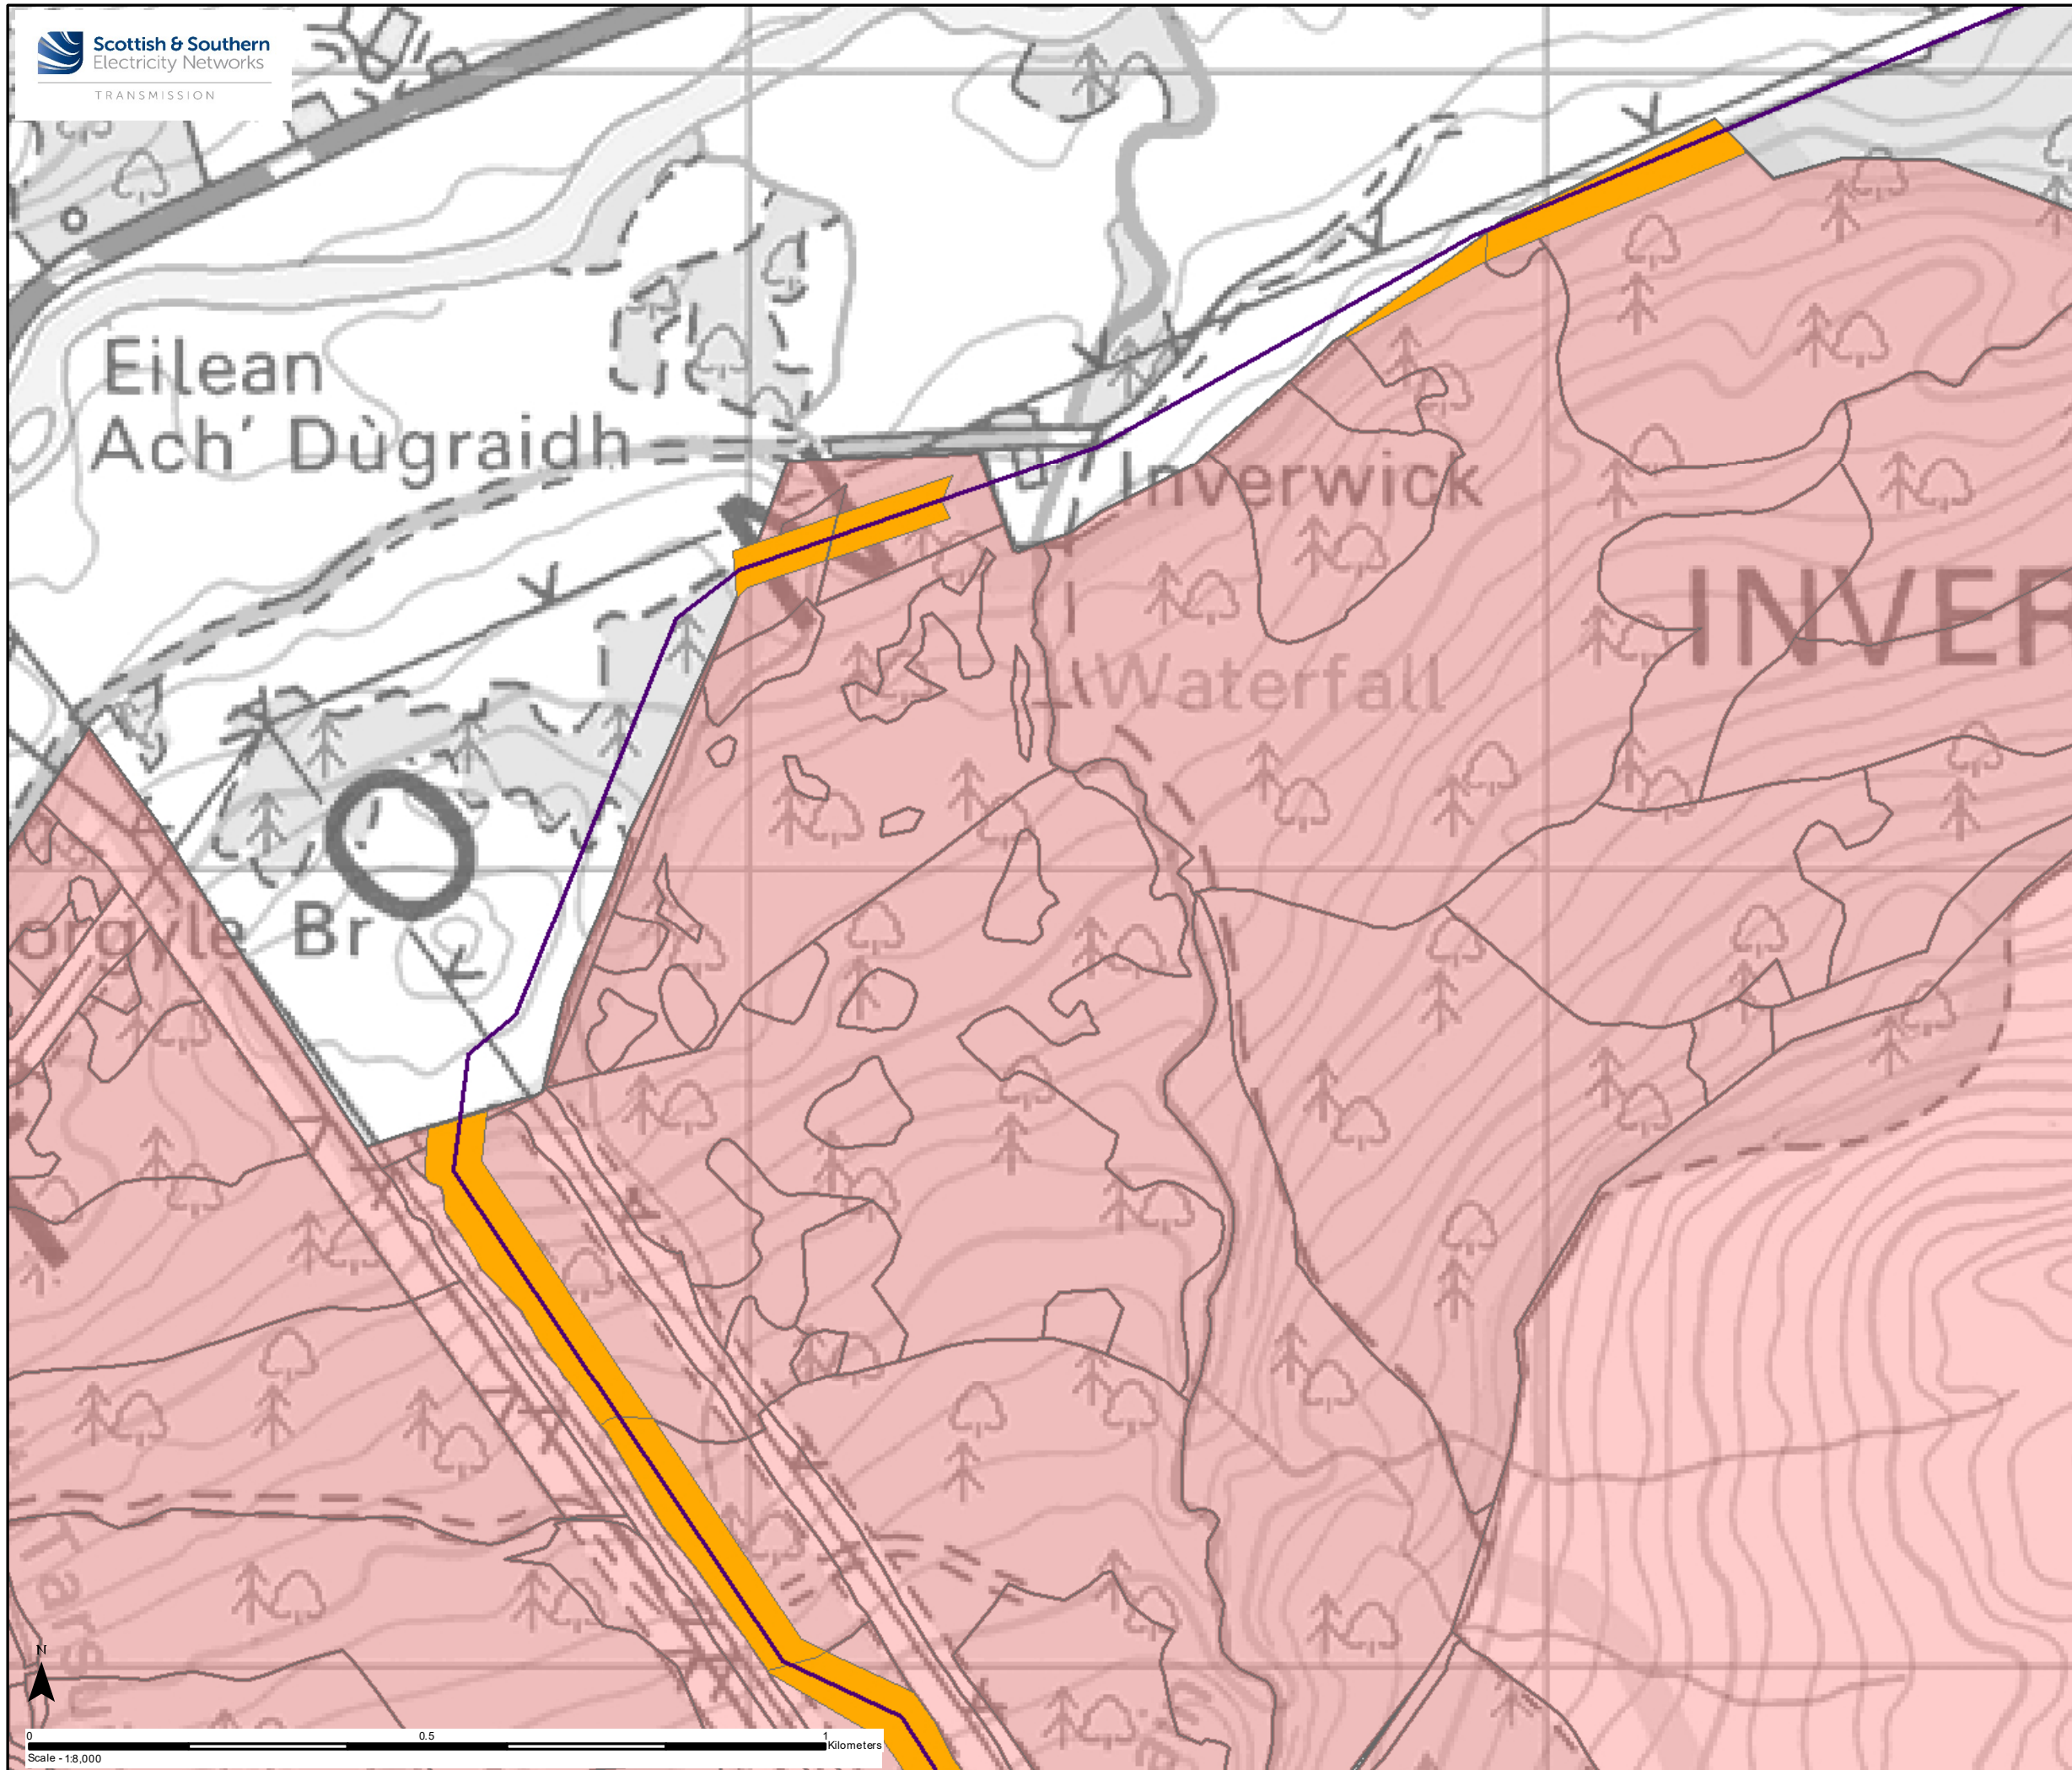 Scottish & Southern
Electricity Networks
TRANSMISSION
Eilean
Ach' Dùgraidh
Inverwick
INVER
Waterfall
orgyle Br
N
0 0.5 1
Kilometers
Scale - 1:8,000